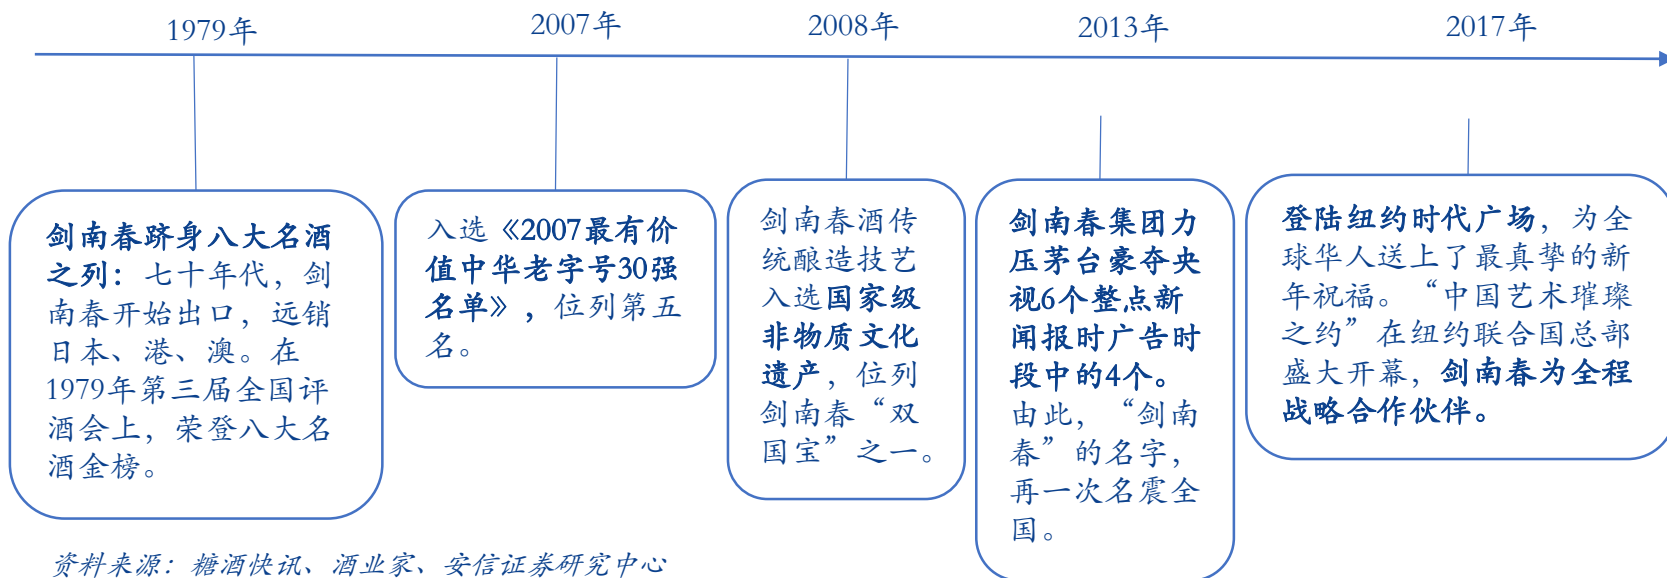 1979年
2007年
2008年
2013年
2017年
剑南春跻身八大名酒
之列：七十年代，剑
南春开始出口，远销
日本、港、澳。在
1979年第三届全国评
酒会上，荣登八大名
酒金榜。
入选《2007最有价
值中华老字号30强
名单》，位列第五
名。
剑南春酒传
统酿造技艺
入选国家级
非物质文化
遗产，位列
剑南春“双
国宝”之一。
剑南春集团力
压茅台豪夺央
视6个整点新
闻报时广告时
段中的4个。
由此，“剑南
春”的名字，
再一次名震全
国。
登陆纽约时代广场，为全
球华人送上了最真挚的新
年祝福。“中国艺术璀璨
之约”在纽约联合国总部
盛大开幕，剑南春为全程
战略合作伙伴。
资料来源：糖酒快讯、酒业家、安信证券研究中心